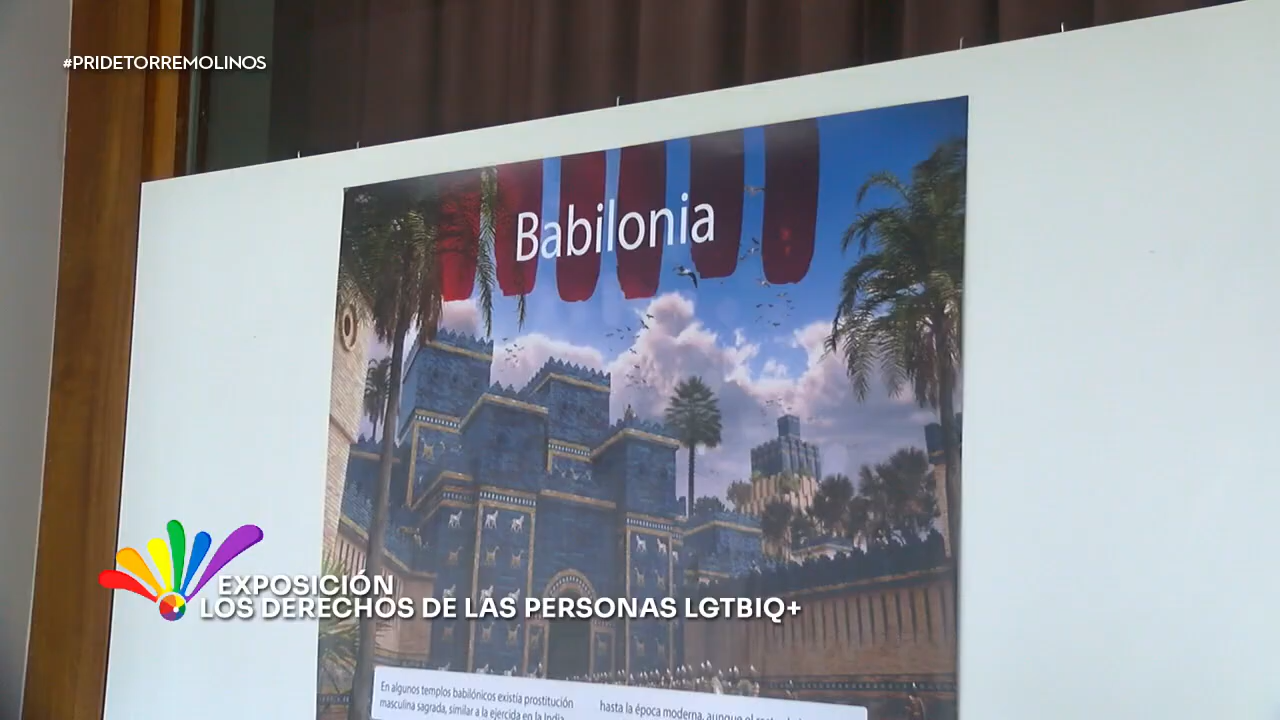 #PRIDETORREMOLINOS
Babilonia
EXPOSICIÓN
LOS DERECHOS DE LAS PERSONAS LGTBIQ+
En algunos templos babilónicos existía prostitución
masculina sagrada, similar a la ejercida en la India
hasta la época moderna, aunque el